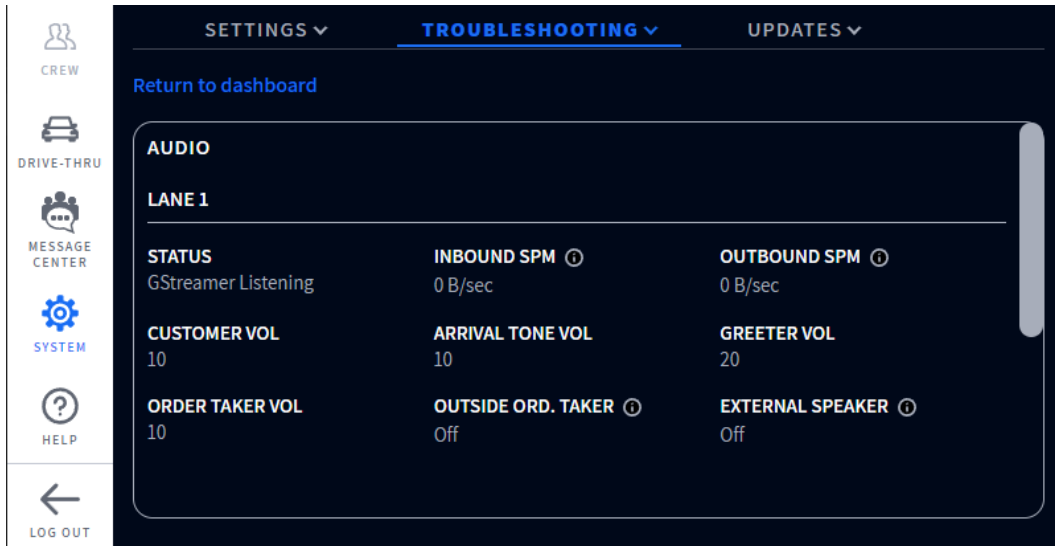 CREW
DRIVE-THRU
MESSAGE
CENTER
SYSTEM
HELP
LOG OUT
SETTINGS
TROUBLESHOOTING
UPDATES
Return to dashboard
AUDIO
LANE 1
STATUS
GStreamer Listening
INBOUND SPM
0 B/sec
OUTBOUND SPM
0 B/sec
CUSTOMER VOL
10
ARRIVAL TONE VOL
10
GREETER VOL
20
ORDER TAKER VOL
10
OUTSIDE ORD. TAKER
Off
EXTERNAL SPEAKER
Off